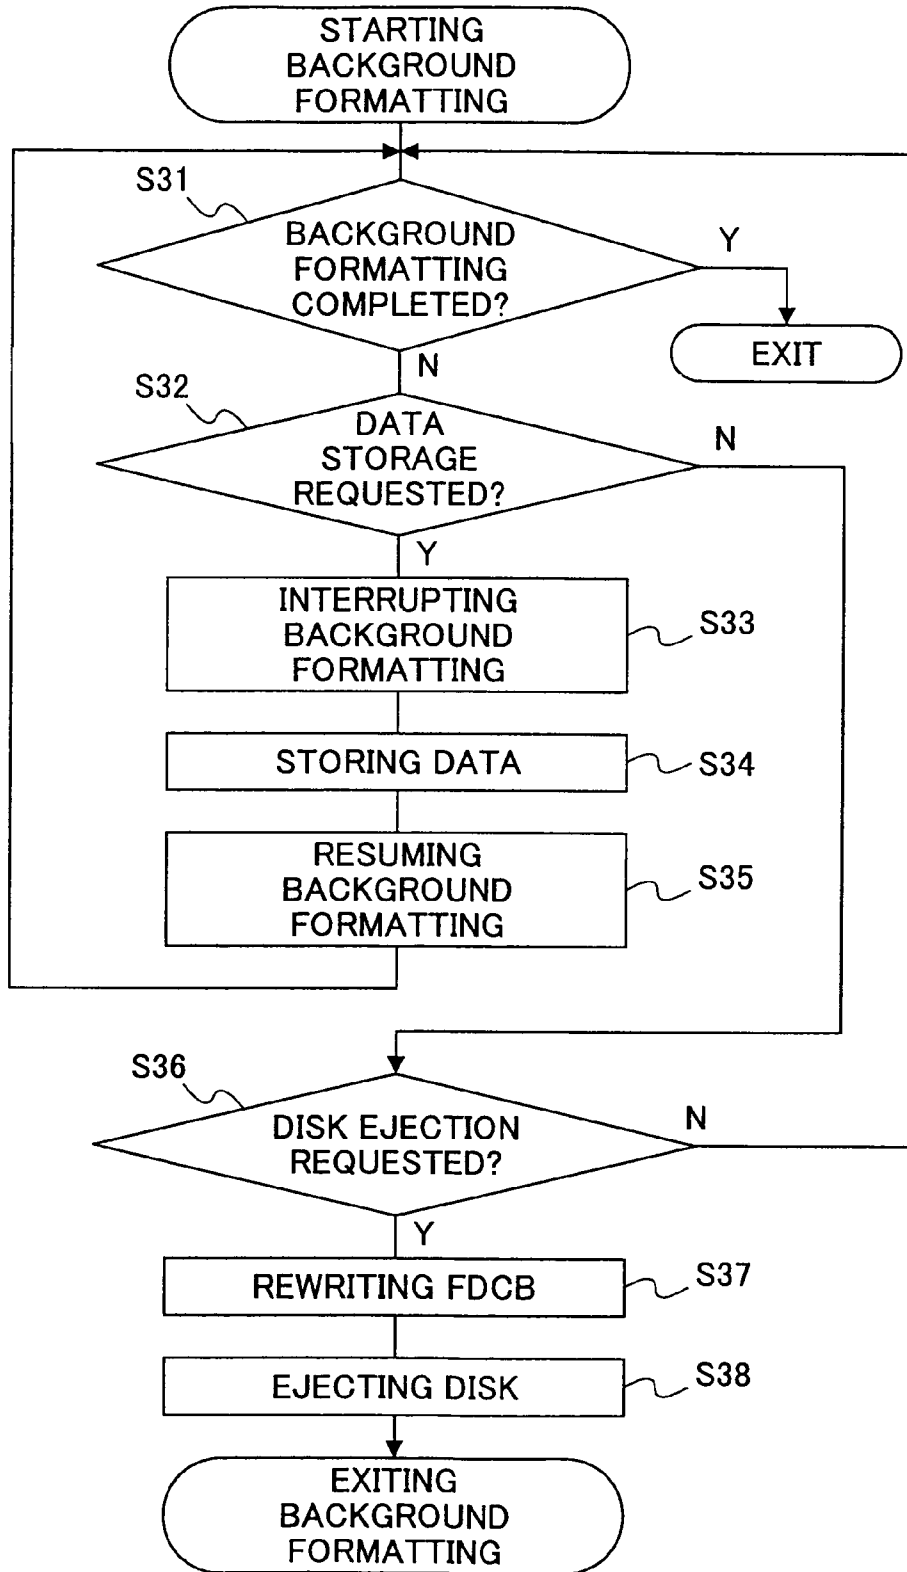 STARTING
BACKGROUND
FORMATTING
S31
BACKGROUND
FORMATTING
COMPLETED?
Y
EXIT
N
S32
DATA
STORAGE
REQUESTED?
N
Y
INTERRUPTING
BACKGROUND
FORMATTING
S33
STORING DATA
S34
RESUMING
BACKGROUND
FORMATTING
S35
S36
DISK EJECTION
REQUESTED?
N
Y
REWRITING FDCB
S37
EJECTING DISK
S38
EXITING
BACKGROUND
FORMATTING